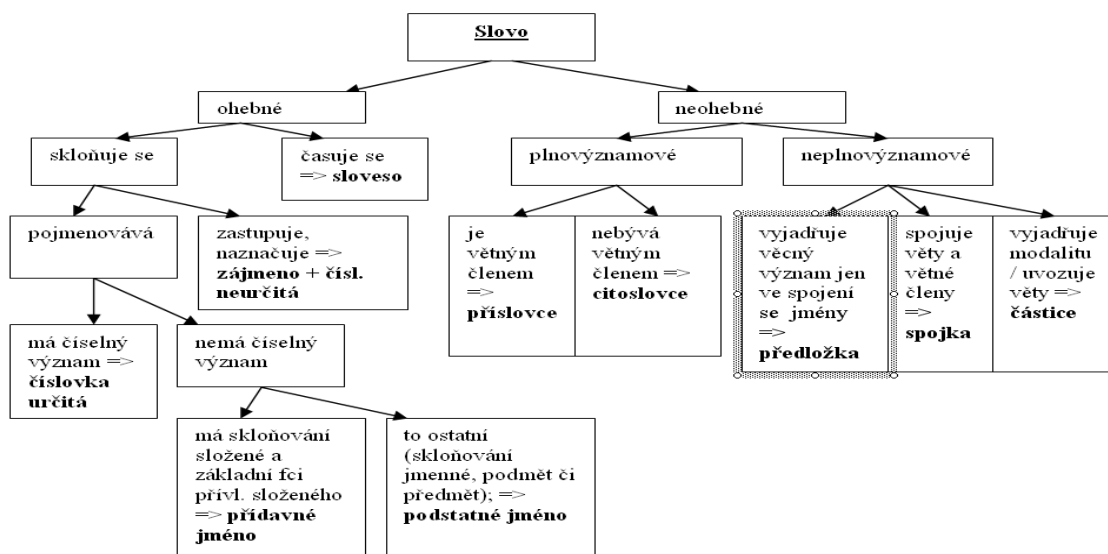 Slovo
ohebné
neohebné
skloňuje se
časuje se
=> sloveso
plnovýznamové
neplnovýznamové
pojmenovává
zastupuje,
naznačuje =>
zájmeno + čísl.
neurčitá
je
větným
členem
=>
příslovce
nebývá
větným
členem =>
citoslovce
vyjadřuje
věcný
význam jen
ve spojení
se jmény
=>
předložka
spojuje
věty a
větné
členy
=>
spojka
vyjadřuje
modalitu
/ uvozuje
věty =>
částice
má číselný
význam =>
číslovka
určitá
nemá číselný
význam
má skloňování
složené a
základní fci
přívl. složeného
=> přídavné
jméno
to ostatní
(skloňování
jmenné, podmět či
předmět); =>
podstatné jméno